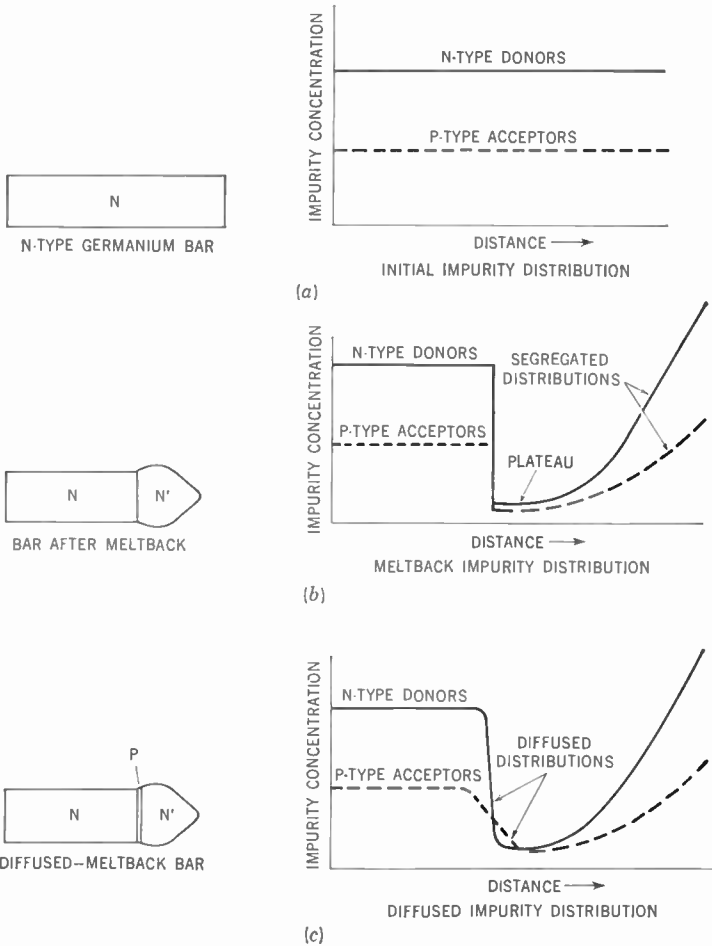 N-TYPE DONORS
P-TYPE ACCEPTORS
IMPURITY CONCENTRATION
N
N-TYPE GERMANIUM BAR
DISTANCE
INITIAL IMPURITY DISTRIBUTION
(a)
N-TYPE DONORS
SEGREGATED
DISTRIBUTIONS
P-TYPE ACCEPTORS
PLATEAU
IMPURITY CONCENTRATION
N
N'
BAR AFTER MELTBACK
DISTANCE
MELTBACK IMPURITY DISTRIBUTION
(b)
N-TYPE DONORS
DIFFUSED
DISTRIBUTIONS
P-TYPE ACCEPTORS
IMPURITY CONCENTRATION
P
N
N'
DIFFUSED-MELTBACK BAR
DISTANCE
DIFFUSED IMPURITY DISTRIBUTION
(c)